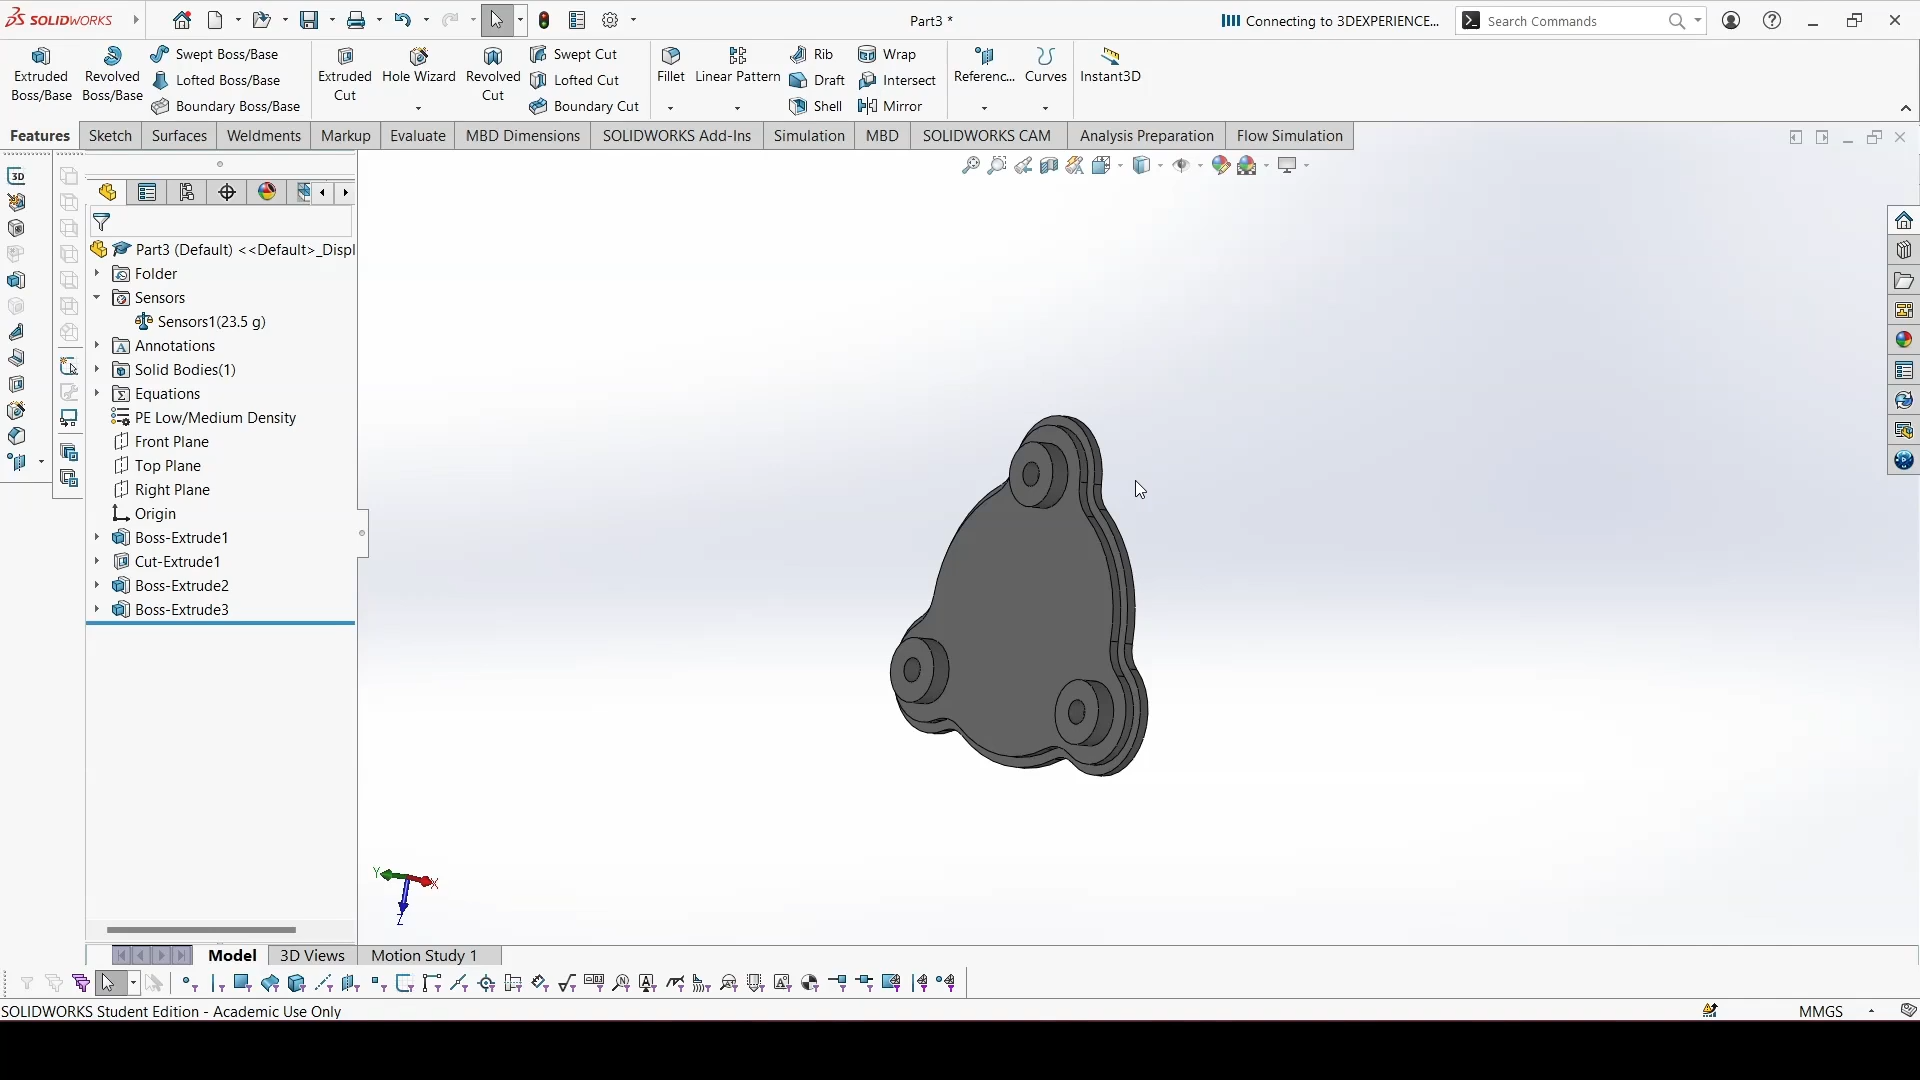 SOLIDWORKS
Part3 *
Connecting to 3DEXPERIENCE...
Search Commands
Extruded Boss/Base
Revolved Boss/Base
Swept Boss/Base
Lofted Boss/Base
Boundary Boss/Base
Extruded Cut
Hole Wizard
Revolved Cut
Swept Cut
Lofted Cut
Boundary Cut
Fillet
Linear Pattern
Rib
Draft
Shell
Wrap
Intersect
Mirror
Referenc...
Curves
Instant3D
Features
Sketch
Surfaces
Weldments
Markup
Evaluate
MBD Dimensions
SOLIDWORKS Add-Ins
Simulation
MBD
SOLIDWORKS CAM
Analysis Preparation
Flow Simulation
3D
Part3 (Default) <<Default>_Displ
Folder
Sensors
Sensors1(23.5 g)
Annotations
Solid Bodies(1)
Equations
PE Low/Medium Density
Front Plane
Top Plane
Right Plane
Origin
Boss-Extrude1
Cut-Extrude1
Boss-Extrude2
Boss-Extrude3
Y
X
Z
Model
3D Views
Motion Study 1
SOLIDWORKS Student Edition - Academic Use Only
MMGS